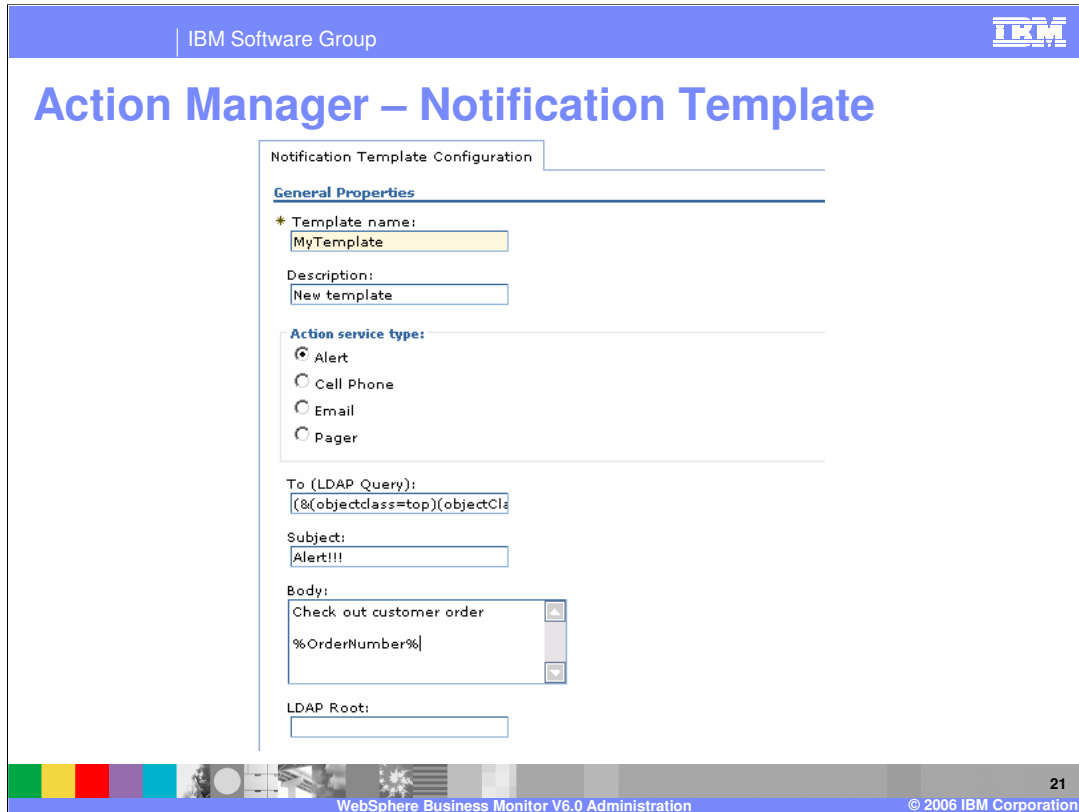 IBM Software Group
IBM
Action Manager – Notification Template
Notification Template Configuration
General Properties
* Template name:
MyTemplate
Description:
New template
Action service type:
Alert
Cell Phone
Email
Pager
To (LDAP Query):
(&(objectclass=top)(objectCla
Subject:
Alert!!!
Body:
Check out customer order
%OrderNumber%
LDAP Root:
21
WebSphere Business Monitor V6.0 Administration
© 2006 IBM Corporation